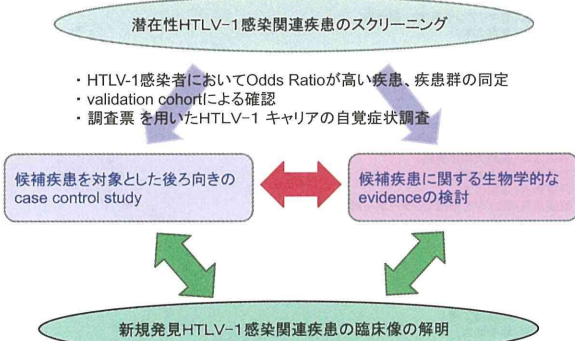 潜在性HTLV-1感染関連疾患のスクリーニング
・HTLV-1感染者においてOdds Ratioが高い疾患、疾患群の同定
・validation cohortによる確認
・調査票 を用いたHTLV-1 キャリアの自覚症状調査
候補疾患を対象とした後ろ向きの
case control study
候補疾患に関する生物学的な
evidenceの検討
新規発見HTLV-1感染関連疾患の臨床像の解明